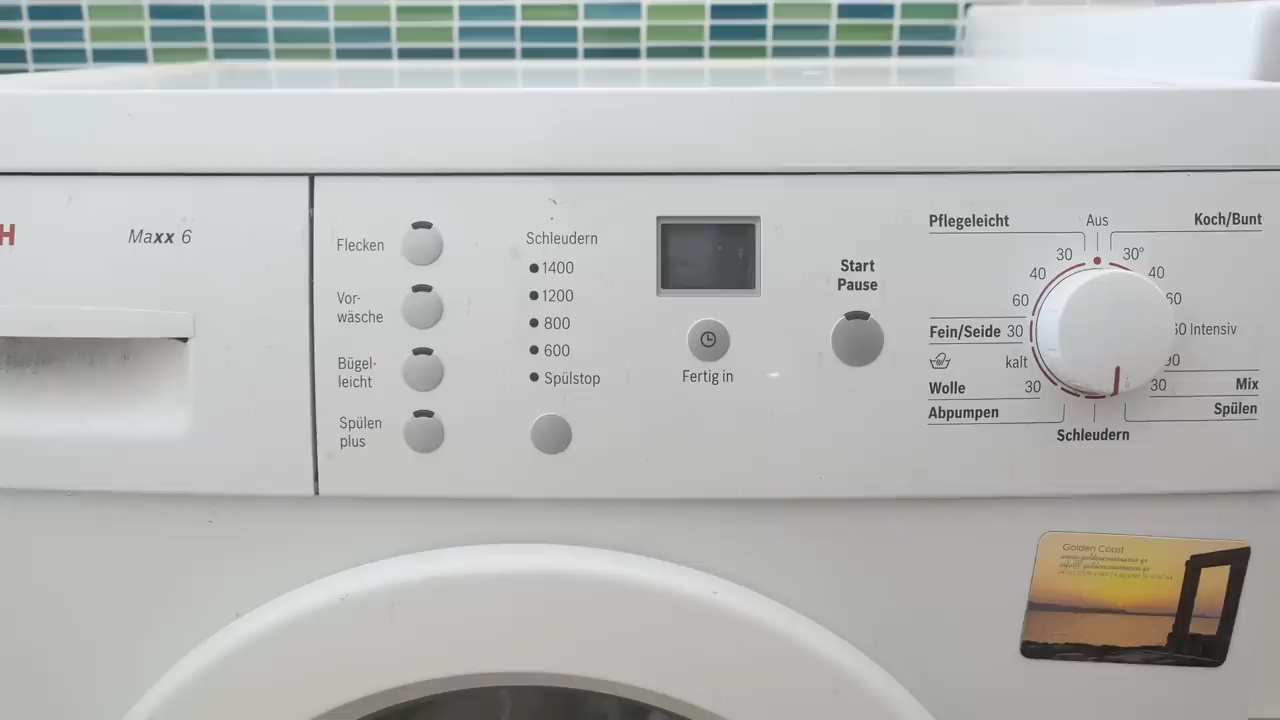 H
Maxx 6
Flecken
Vor-
wäsche
Bügel-
leicht
Spülen
plus
Schleudern
1400
1200
800
600
Spülstop
Fertig in
Start
Pause
Pflegeleicht
Aus
Koch/Bunt
30
30°
40
40
60
60
Fein/Seide 30
60 Intensiv
kalt
90
Wolle
30
30
Mix
Abpumpen
Spülen
Schleudern
Golden Coast